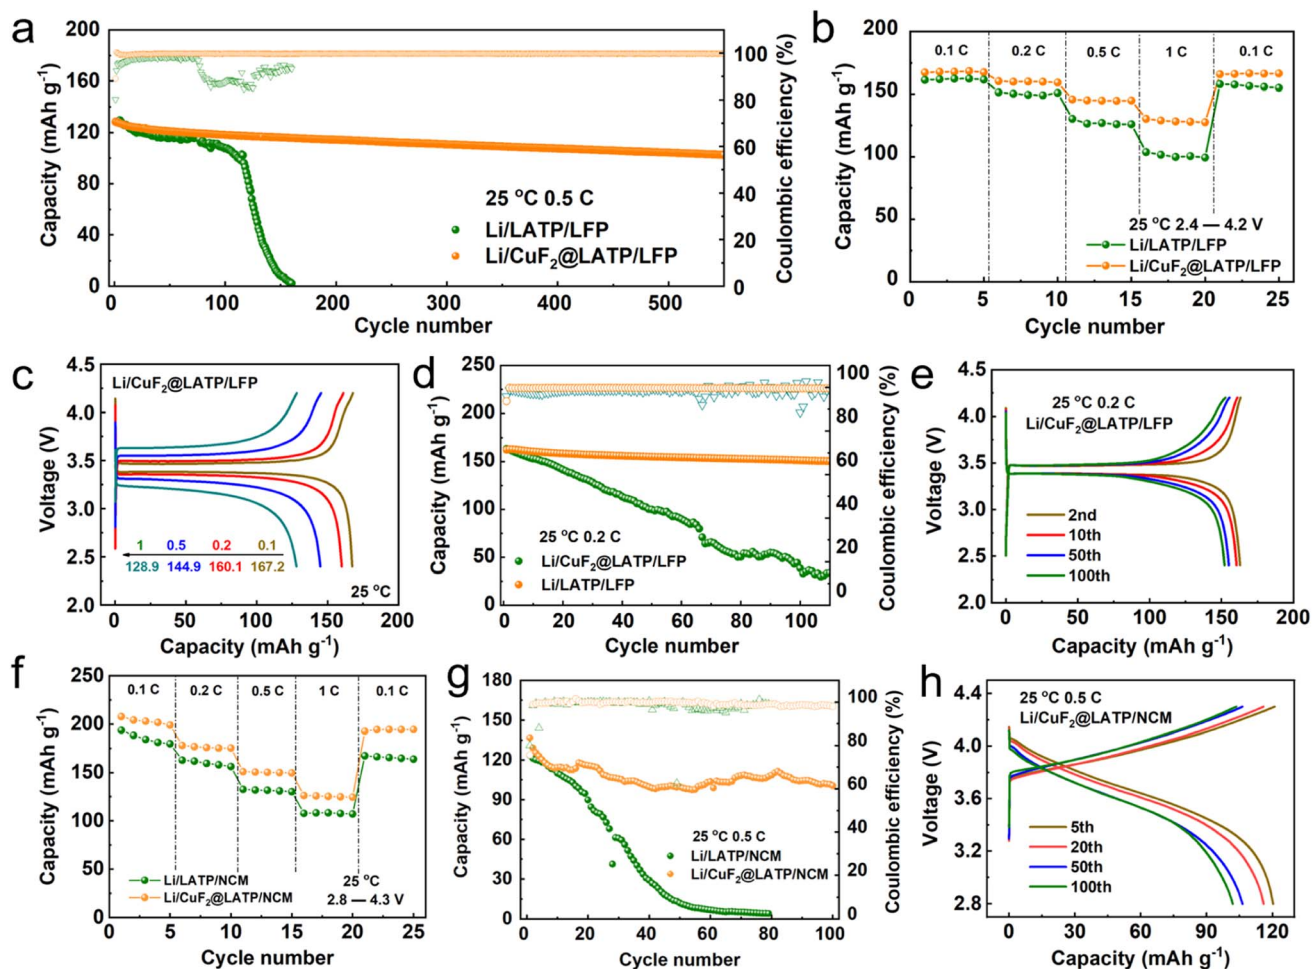 a
180
160
120
80
40
0
Capacity (mAh g-1)
100
80
60
40
20
0
Coulombic efficiency (%)
25 oC 0.5 C
Li/LATP/LFP
Li/CuF2@LATP/LFP
0 100 200 300 400 500
Cycle number
b
200
150
100
50
0
Capacity (mAh g-1)
0.1 C 0.2 C 0.5 C 1 C 0.1 C
25 oC 2.4 — 4.2 V
Li/LATP/LFP
Li/CuF2@LATP/LFP
0 5 10 15 20 25
Cycle number
c
4.5
4.0
3.5
3.0
2.5
2.0
Voltage (V)
Li/CuF2@LATP/LFP
1 0.5 0.2 0.1
128.9 144.9 160.1 167.2
25 oC
0 50 100 150 200
Capacity (mAh g-1)
d
250
200
150
100
50
0
Capacity (mAh g-1)
100
80
60
40
20
0
Coulombic efficiency (%)
25 oC 0.2 C
Li/CuF2@LATP/LFP
Li/LATP/LFP
0 20 40 60 80 100
Cycle number
e
4.5
4.0
3.5
3.0
2.5
2.0
Voltage (V)
25 oC 0.2 C
Li/CuF2@LATP/LFP
2nd
10th
50th
100th
0 50 100 150 200
Capacity (mAh g-1)
f
250
200
150
100
50
0
Capacity (mAh g-1)
0.1 C 0.2 C 0.5 C 1 C 0.1 C
Li/LATP/NCM
Li/CuF2@LATP/NCM
25 oC
2.8 — 4.3 V
0 5 10 15 20 25
Cycle number
g
180
150
120
90
60
30
0
Capacity (mAh g-1)
100
80
60
40
20
0
Coulombic efficiency (%)
25 oC 0.5 C
Li/LATP/NCM
Li/CuF2@LATP/NCM
0 20 40 60 80 100
Cycle number
h
4.4
4.0
3.6
3.2
2.8
Voltage (V)
25 oC 0.5 C
Li/CuF2@LATP/NCM
5th
20th
50th
100th
0 30 60 90 120
Capacity (mAh g-1)